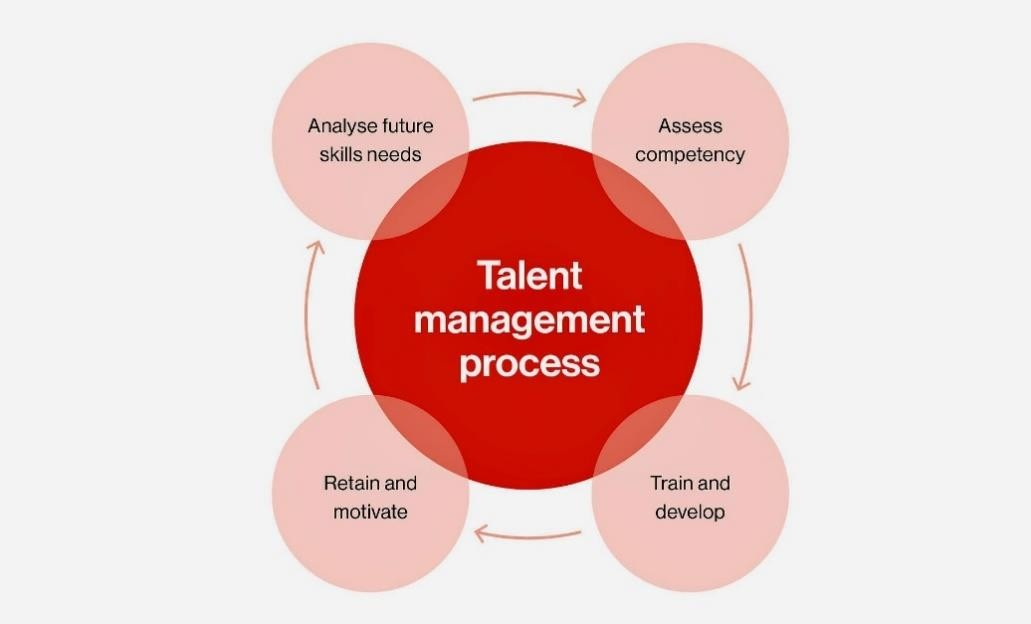 Analyse future
skills needs
Assess
competency
Talent
management
process
Retain and
motivate
Train and
develop